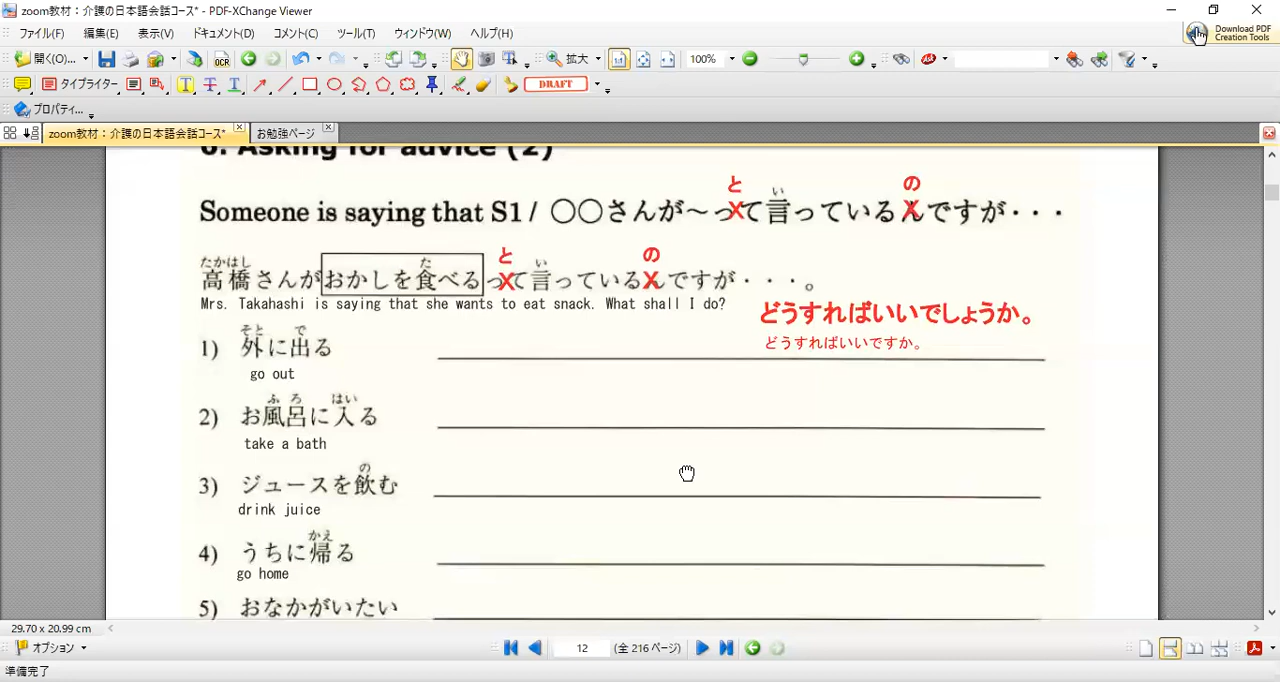 zoom教材：介護の日本語会話コース* - PDF-XChange Viewer
ファイル(F) 編集(E) 表示(V) ドキュメント(D) コメント(C) ツール(T) ウィンドウ(W) ヘルプ(H)
Download PDF Creation Tools
開く(O)... OCR 拡大 100%
タイプライター DRAFT
プロパティ...
zoom教材：介護の日本語会話コース* お勉強ページ
6. Asking for advice (2)
と い の
Someone is saying that S1 / 〇〇さんが～って言っているんですが・・・
たかはし た と い の
高橋さんがおかしを食べるって言っているんですが・・・。
Mrs. Takahashi is saying that she wants to eat snack. What shall I do?
どうすればいいでしょうか。
どうすればいいですか。
そと で
1) 外に出る
go out
ふ ろ はい
2) お風呂に入る
take a bath
の
3) ジュースを飲む
drink juice
かえ
4) うちに帰る
go home
5) おなかがいたい
29.70 x 20.99 cm
オプション 12 (全 216 ページ)
準備完了